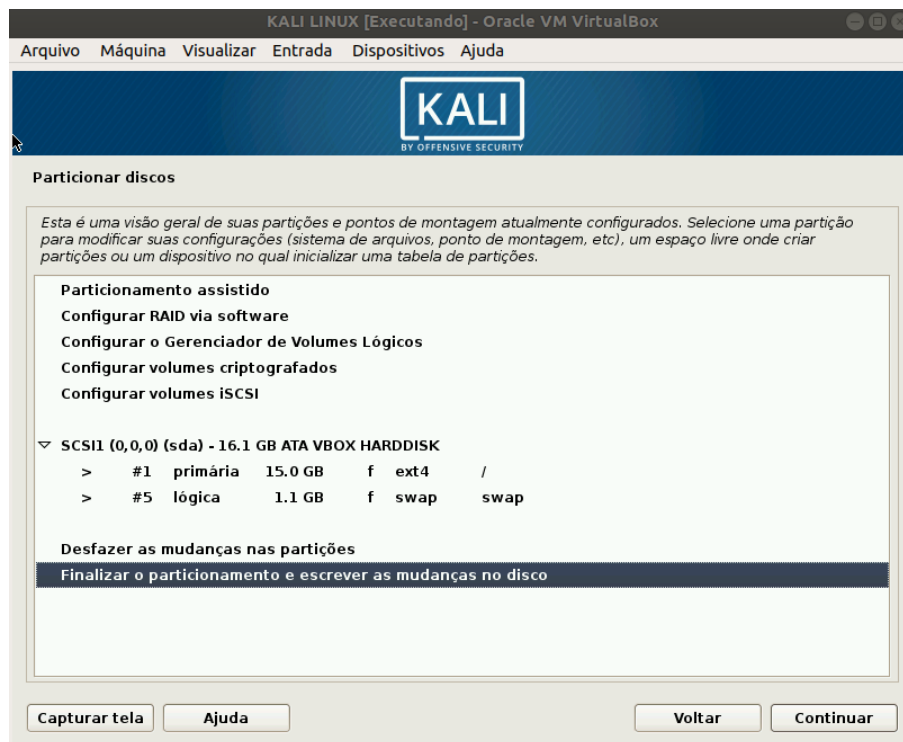 KALI LINUX [Executando] - Oracle VM VirtualBox
Arquivo Máquina Visualizar Entrada Dispositivos Ajuda
KALI
BY OFFENSIVE SECURITY
Particionar discos
Esta é uma visão geral de suas partições e pontos de montagem atualmente configurados. Selecione uma partição
para modificar suas configurações (sistema de arquivos, ponto de montagem, etc), um espaço livre onde criar
partições ou um dispositivo no qual inicializar uma tabela de partições.
Particionamento assistido
Configurar RAID via software
Configurar o Gerenciador de Volumes Lógicos
Configurar volumes criptografados
Configurar volumes iSCSI
SCSI1 (0,0,0) (sda) - 16.1 GB ATA VBOX HARDDISK
> #1 primária 15.0 GB f ext4 /
> #5 lógica 1.1 GB f swap swap
Desfazer as mudanças nas partições
Finalizar o particionamento e escrever as mudanças no disco
Capturar tela Ajuda Voltar Continuar